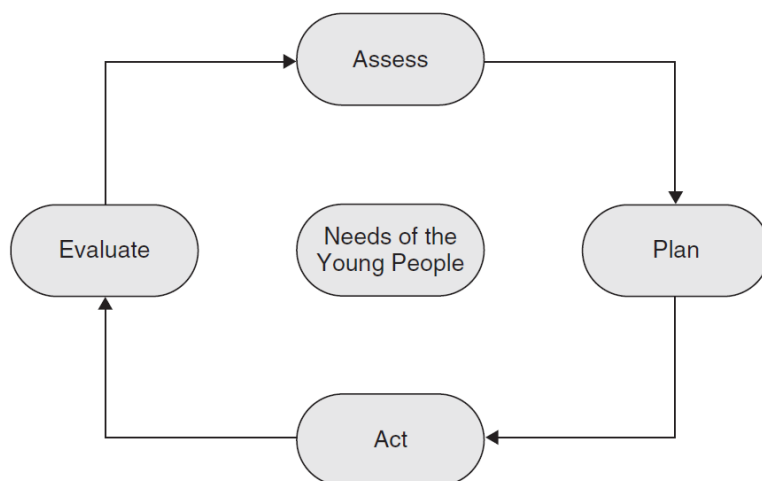 Assess
Evaluate
Needs of the
Young People
Plan
Act